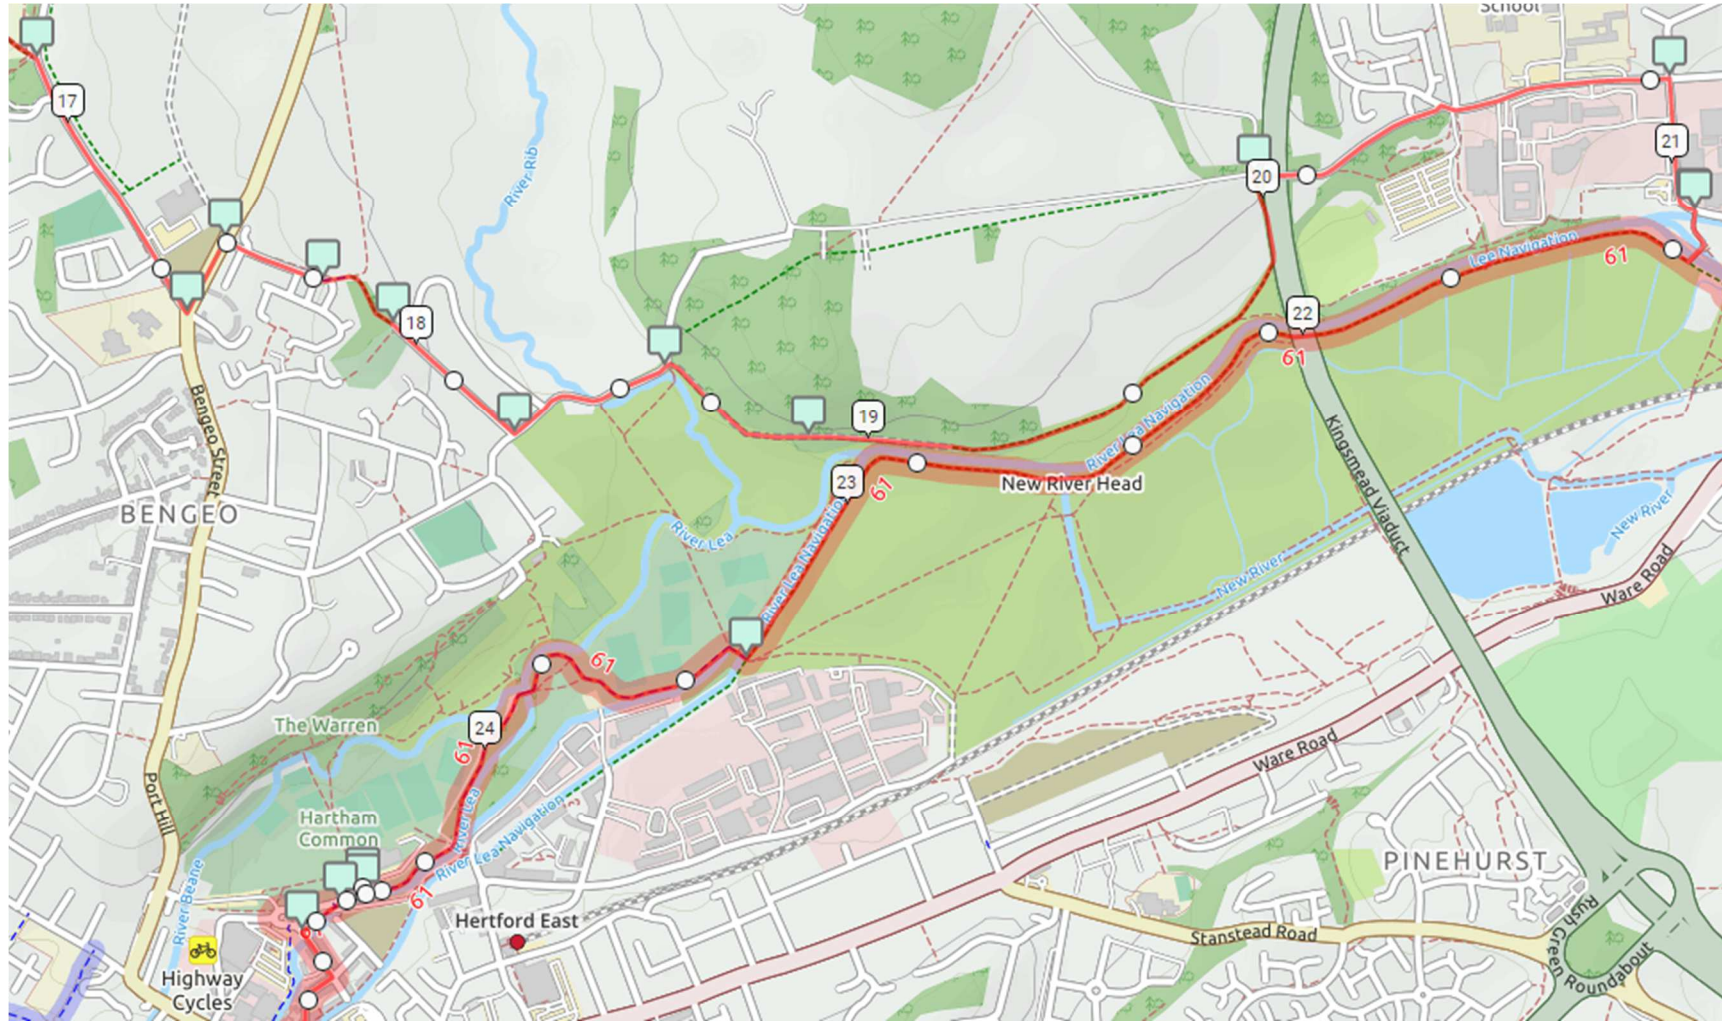 School
17
21
River Rib
20
Lee Navigation
61
22
18
61
Bengeo Street
River Lea Navigation
19
Kingsmead Viaduct
23
61
New River Head
BENGEO
River Lea
New River
River Lea Navigation
New River
Ware Road
61
The Warren
24
61
Ware Road
Port Hill
Hartham
Common
River Lea
River Lea Navigation
PINEHURST
61
River Beane
Hertford East
Stanstead Road
Rush Green Roundabout
Highway
Cycles